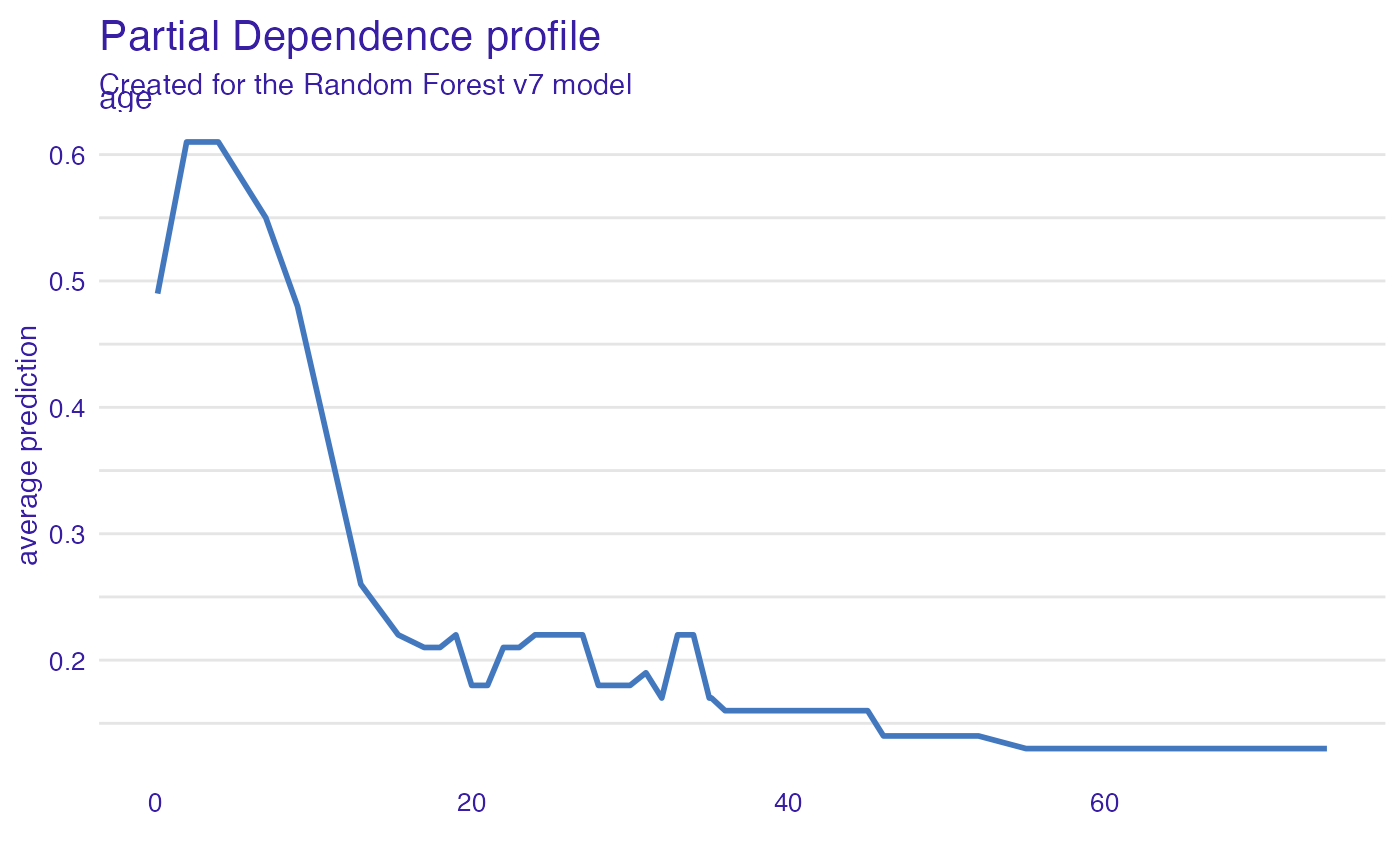 Partial Dependence profile
Created for the Random Forest v7 model
age
0.6
0.5
0.4
0.3
0.2
average prediction
0 20 40 60